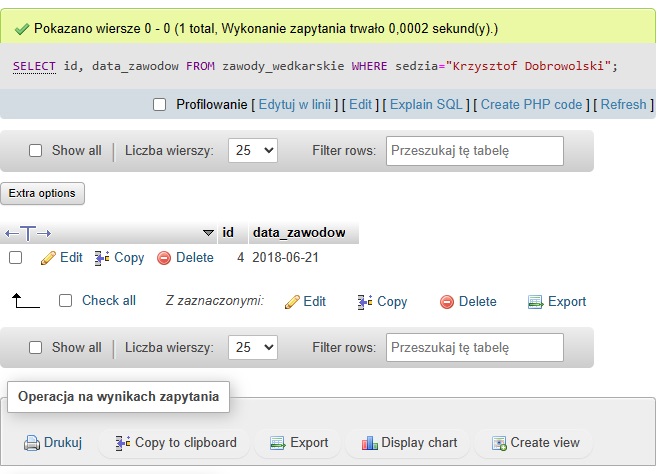 Pokazano wiersze 0 - 0 (1 total, Wykonanie zapytania trwało 0,0002 sekund(y).)
SELECT id, data_zawodow FROM zawody_wedkarskie WHERE sedzia="Krzysztof Dobrowolski";
Profilowanie [ Edytuj w linii ] [ Edit ] [ Explain SQL ] [ Create PHP code ] [ Refresh ]
Show all | Liczba wierszy: 25 Filter rows: Przeszukaj tę tabelę
Extra options
←T→ id data_zawodow
Edit Copy Delete 4 2018-06-21
Check all Z zaznaczonymi: Edit Copy Delete Export
Show all | Liczba wierszy: 25 Filter rows: Przeszukaj tę tabelę
Operacja na wynikach zapytania
Drukuj Copy to clipboard Export Display chart Create view